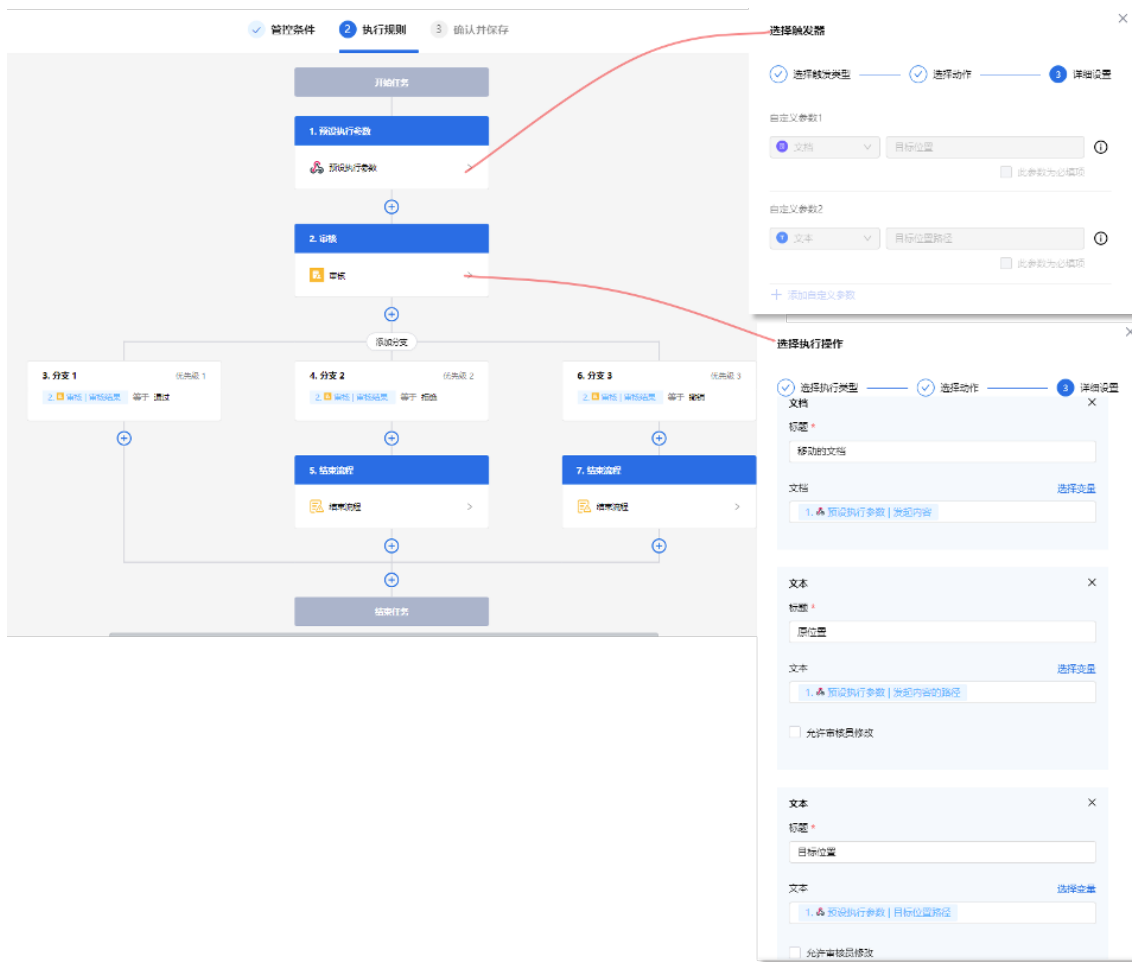 管控条件
2 执行规则
3 确认并保存
开始任务
1. 预设执行参数
预设执行参数
2. 审核
审核
添加分支
3. 分支 1 优先级 1
2. 审核 | 审核结果 等于 通过
4. 分支 2 优先级 2
2. 审核 | 审核结果 等于 拒绝
6. 分支 3 优先级 3
2. 审核 | 审核结果 等于 撤销
5. 结束流程
结束流程
7. 结束流程
结束流程
结束任务
选择触发器
选择触发类型
选择动作
3 详细设置
自定义参数1
文档
目标位置
此参数为必填项
自定义参数2
文本
目标位置路径
此参数为必填项
添加自定义参数
选择执行操作
选择执行类型
选择动作
3 详细设置
文档
标题 *
移动的文档
文档 选择变量
1. 预设执行参数 | 发起内容
文本
标题 *
原位置
文本 选择变量
1. 预设执行参数 | 发起内容的路径
允许审核员修改
文本
标题 *
目标位置
文本 选择变量
1. 预设执行参数 | 目标位置路径
允许审核员修改